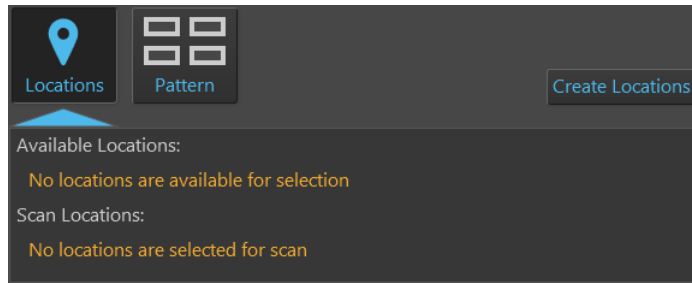 Locations
Pattern
Create Locations
Available Locations:
No locations are available for selection
Scan Locations:
No locations are selected for scan